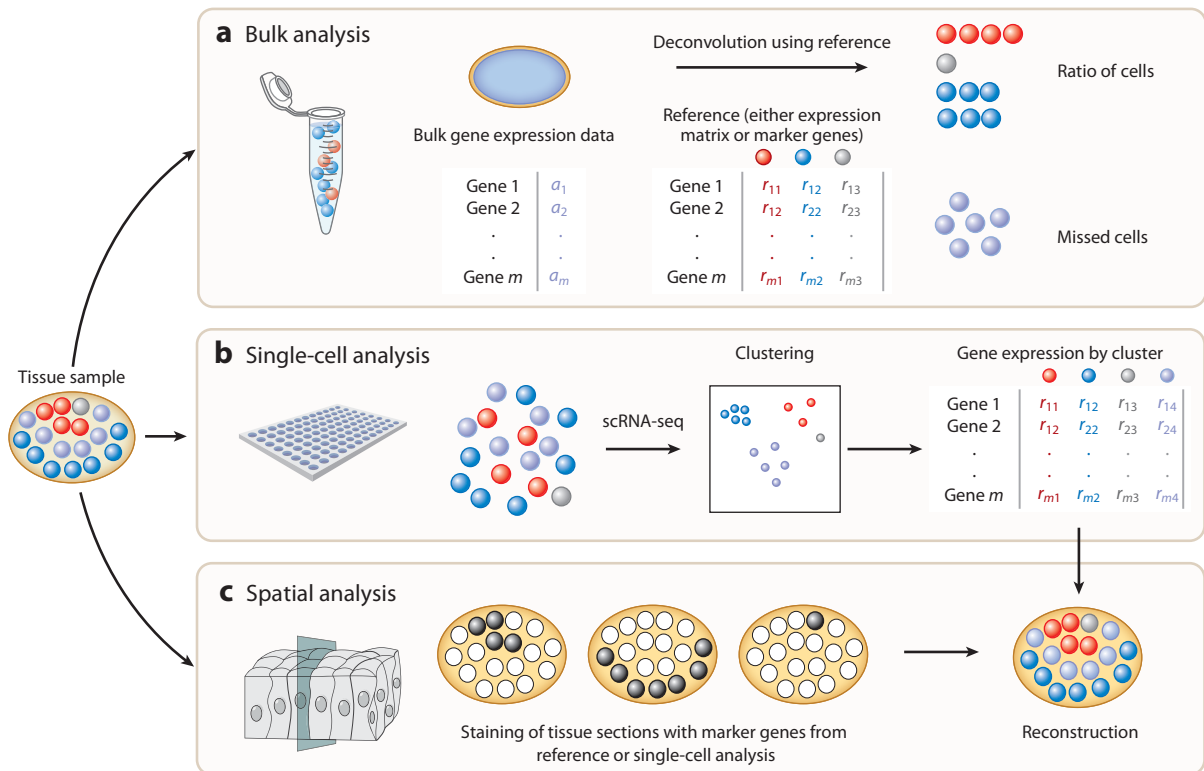 a Bulk analysis
Deconvolution using reference
Ratio of cells
Bulk gene expression data
Reference (either expression
matrix or marker genes)
Gene 1 a1
Gene 2 a2
. .
. .
Gene m am
Gene 1 r11 r12 r13
Gene 2 r12 r22 r23
. . . .
. . . .
Gene m rm1 rm2 rm3
Missed cells
Tissue sample
b Single-cell analysis
scRNA-seq
Clustering
Gene expression by cluster
Gene 1 r11 r12 r13 r14
Gene 2 r12 r22 r23 r24
. . . . .
. . . . .
Gene m rm1 rm2 rm3 rm4
c Spatial analysis
Staining of tissue sections with marker genes from
reference or single-cell analysis
Reconstruction